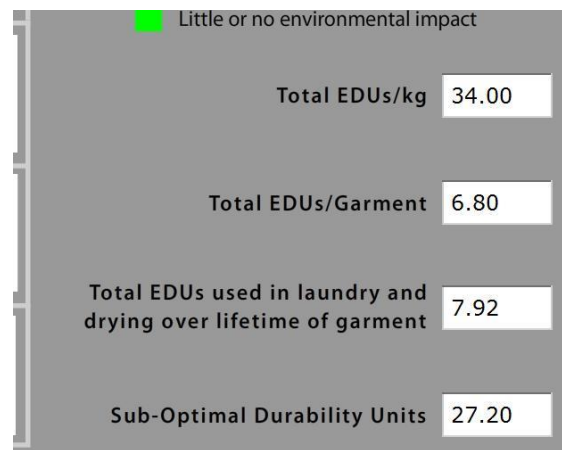 Little or no environmental impact
Total EDUs/kg 34.00
Total EDUs/Garment 6.80
Total EDUs used in laundry and
drying over lifetime of garment 7.92
Sub-Optimal Durability Units 27.20